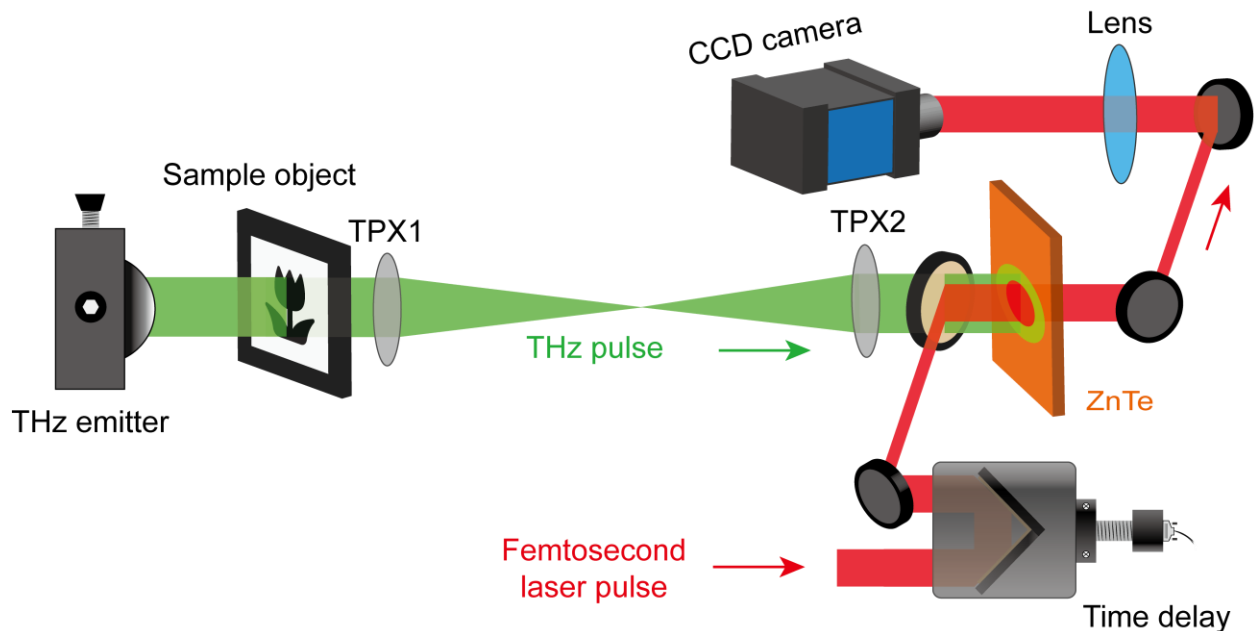 CCD camera
Lens
Sample object
TPX1
TPX2
THz pulse
ZnTe
THz emitter
Femtosecond
laser pulse
Time delay